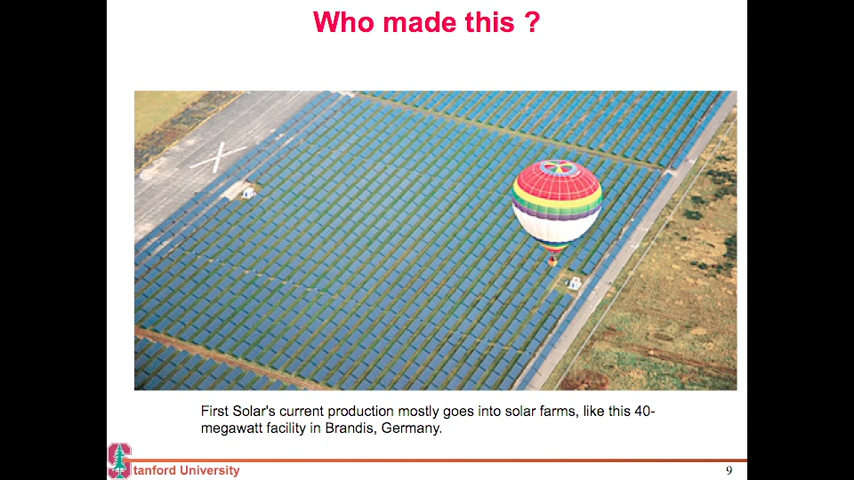 Who made this ?
First Solar's current production mostly goes into solar farms, like this 40-
megawatt facility in Brandis, Germany.
Stanford University
9